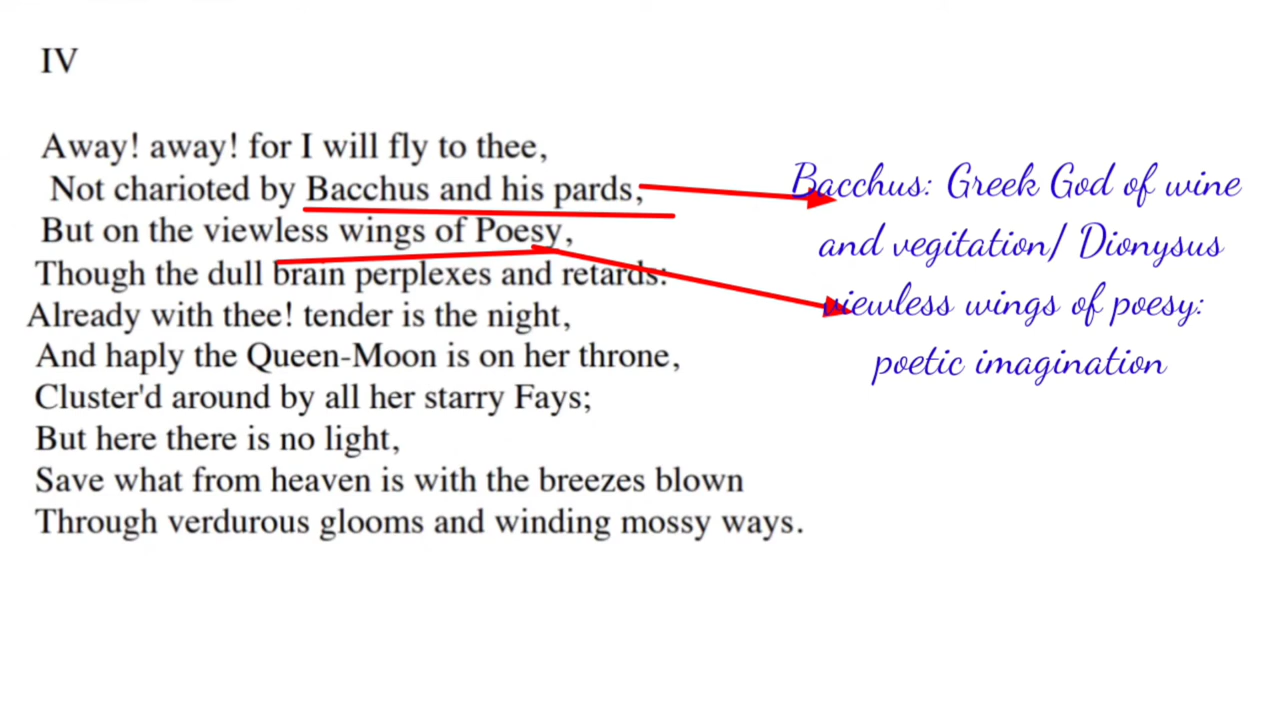 IV
Away! away! for I will fly to thee,
Not charioted by Bacchus and his pards,
But on the viewless wings of Poesy,
Though the dull brain perplexes and retards:
Already with thee! tender is the night,
And haply the Queen-Moon is on her throne,
Cluster'd around by all her starry Fays;
But here there is no light,
Save what from heaven is with the breezes blown
Through verdurous glooms and winding mossy ways.
Bacchus: Greek God of wine
and vegitation/ Dionysus
viewless wings of poesy:
poetic imagination